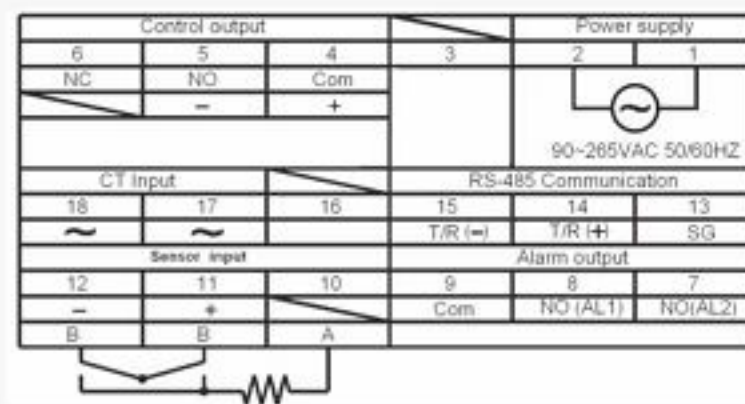 Control output Power supply
6 5 4 3 2 1
NC NO Com
− +
90~265VAC 50/60HZ
CT Input RS-485 Communication
18 17 16 15 14 13
~ ~ T/R (−) T/R (+) SG
Sensor input Alarm output
12 11 10 9 8 7
− + Com NO (AL1) NO(AL2)
B B A